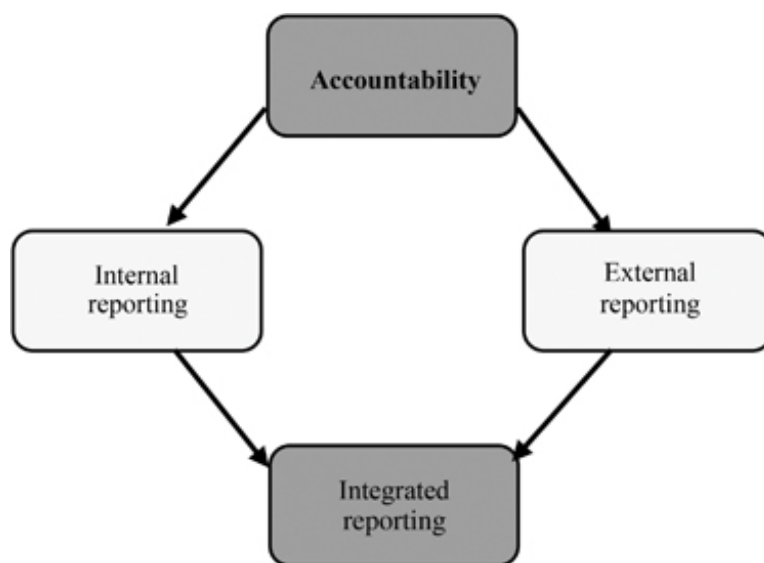 Accountability
Internal
reporting
External
reporting
Integrated
reporting